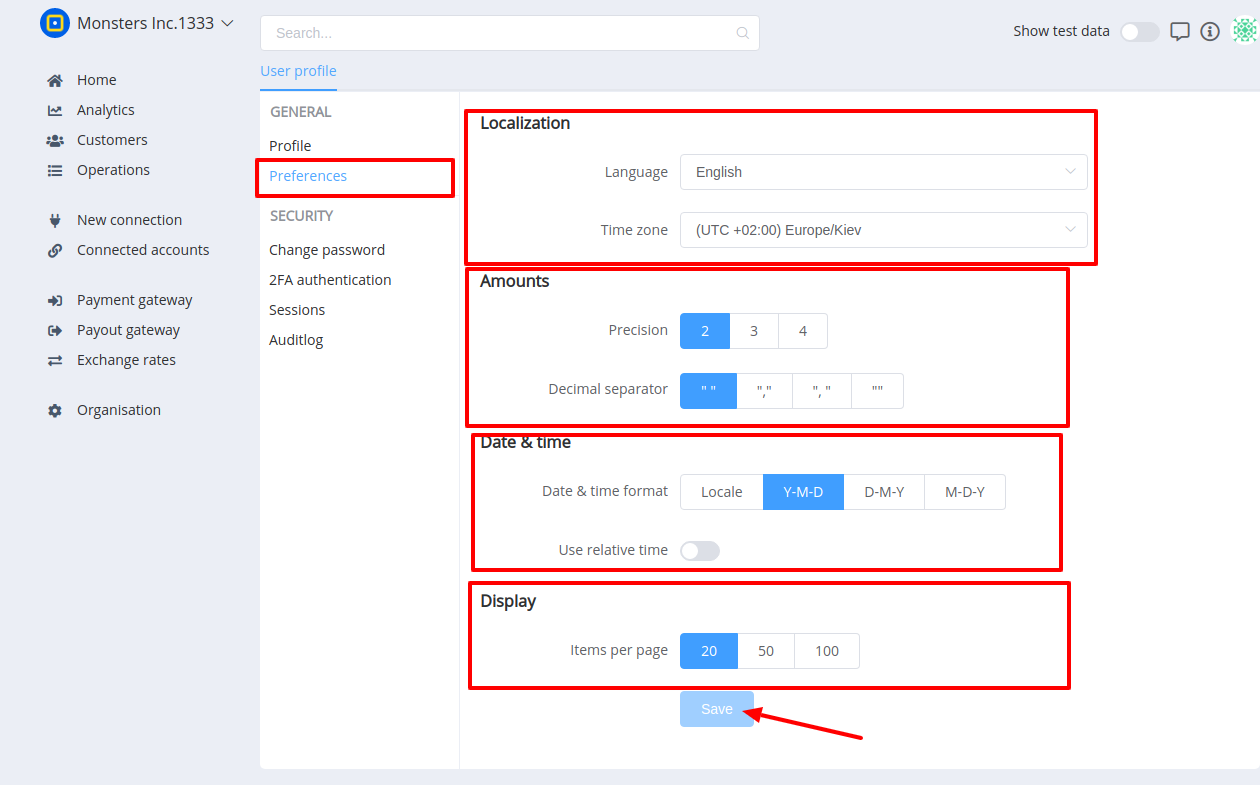 Monsters Inc.1333
Search...
Show test data
Home
Analytics
Customers
Operations
New connection
Connected accounts
Payment gateway
Payout gateway
Exchange rates
Organisation
User profile
GENERAL
Profile
Preferences
SECURITY
Change password
2FA authentication
Sessions
Auditlog
Localization
Language English
Time zone (UTC +02:00) Europe/Kiev
Amounts
Precision 2 3 4
Decimal separator " " "," ", " ""
Date & time
Date & time format Locale Y-M-D D-M-Y M-D-Y
Use relative time
Display
Items per page 20 50 100
Save